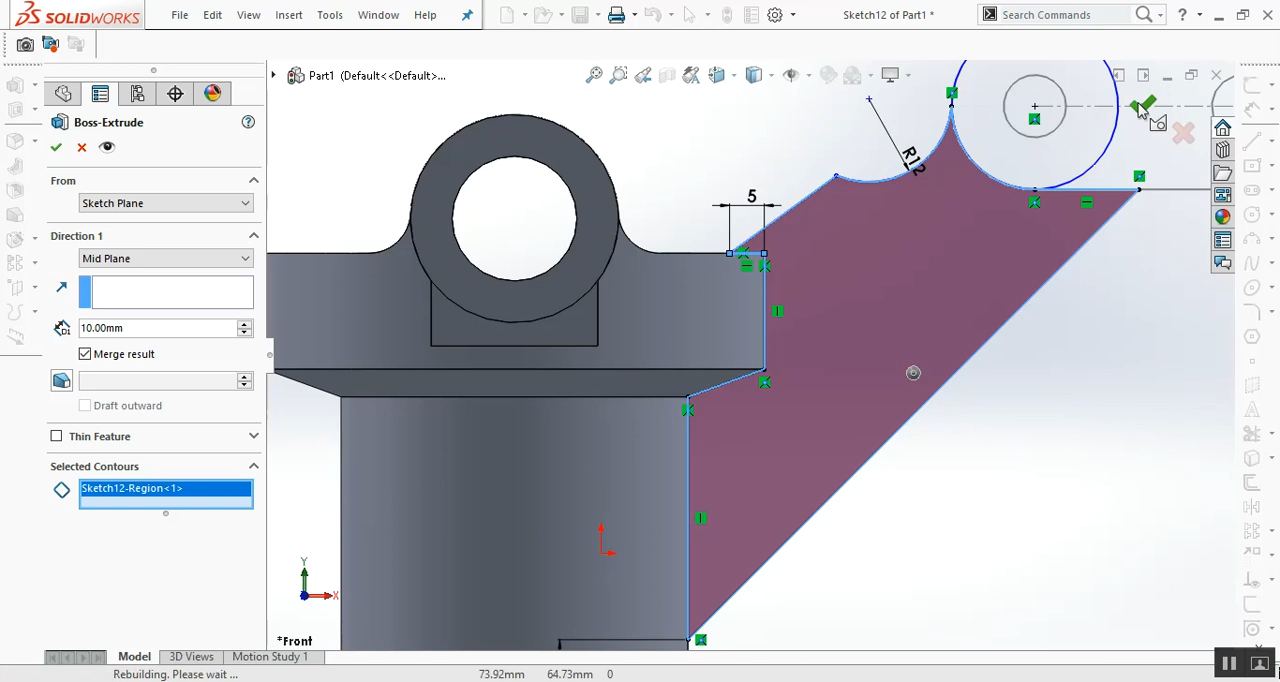 3DS SOLIDWORKS File Edit View Insert Tools Window Help Sketch12 of Part1 * Search Commands ?
Part1 (Default<<Default>...
Boss-Extrude
From
Sketch Plane
Direction 1
Mid Plane
10.00mm
Merge result
Draft outward
Thin Feature
Selected Contours
Sketch12-Region<1>
R12
5
Y
X
*Front
Model 3D Views Motion Study 1
Rebuilding. Please wait ... 73.92mm 64.73mm 0